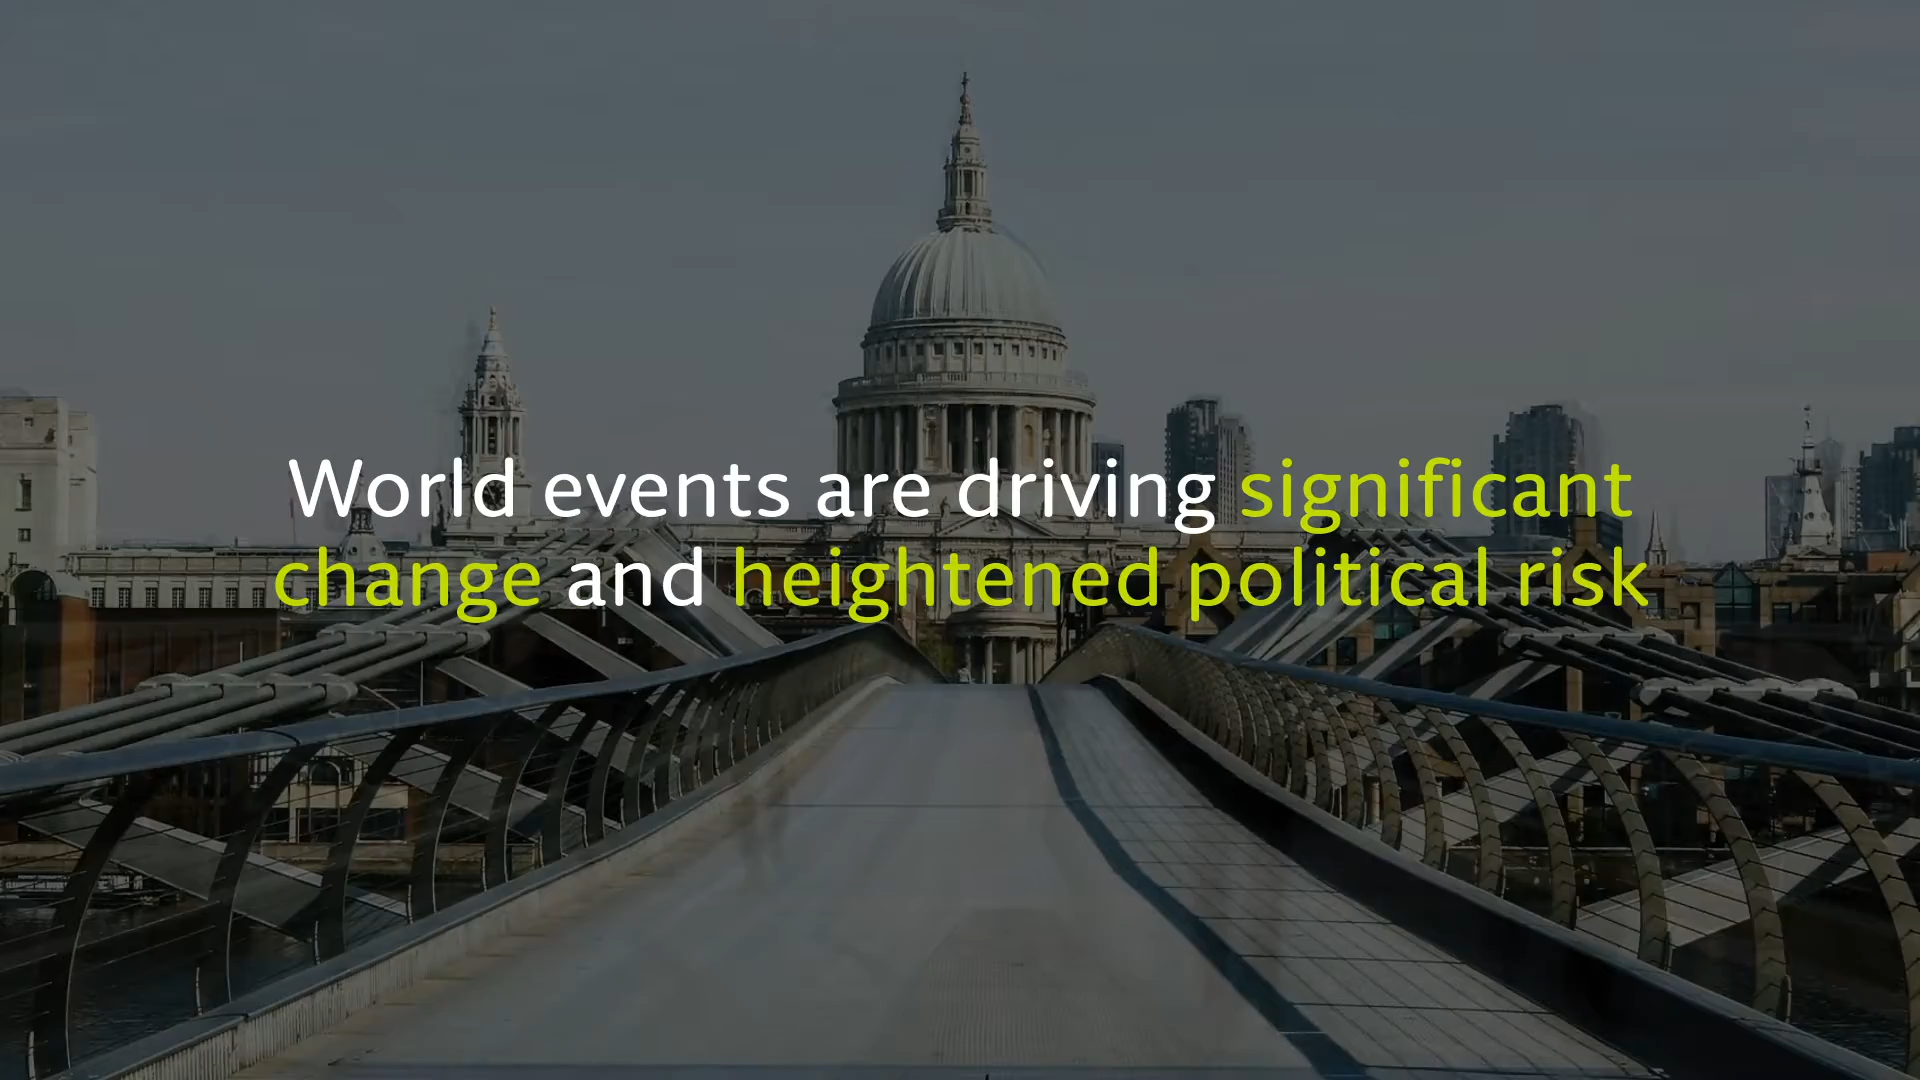 World events are driving significant
change and heightened political risk